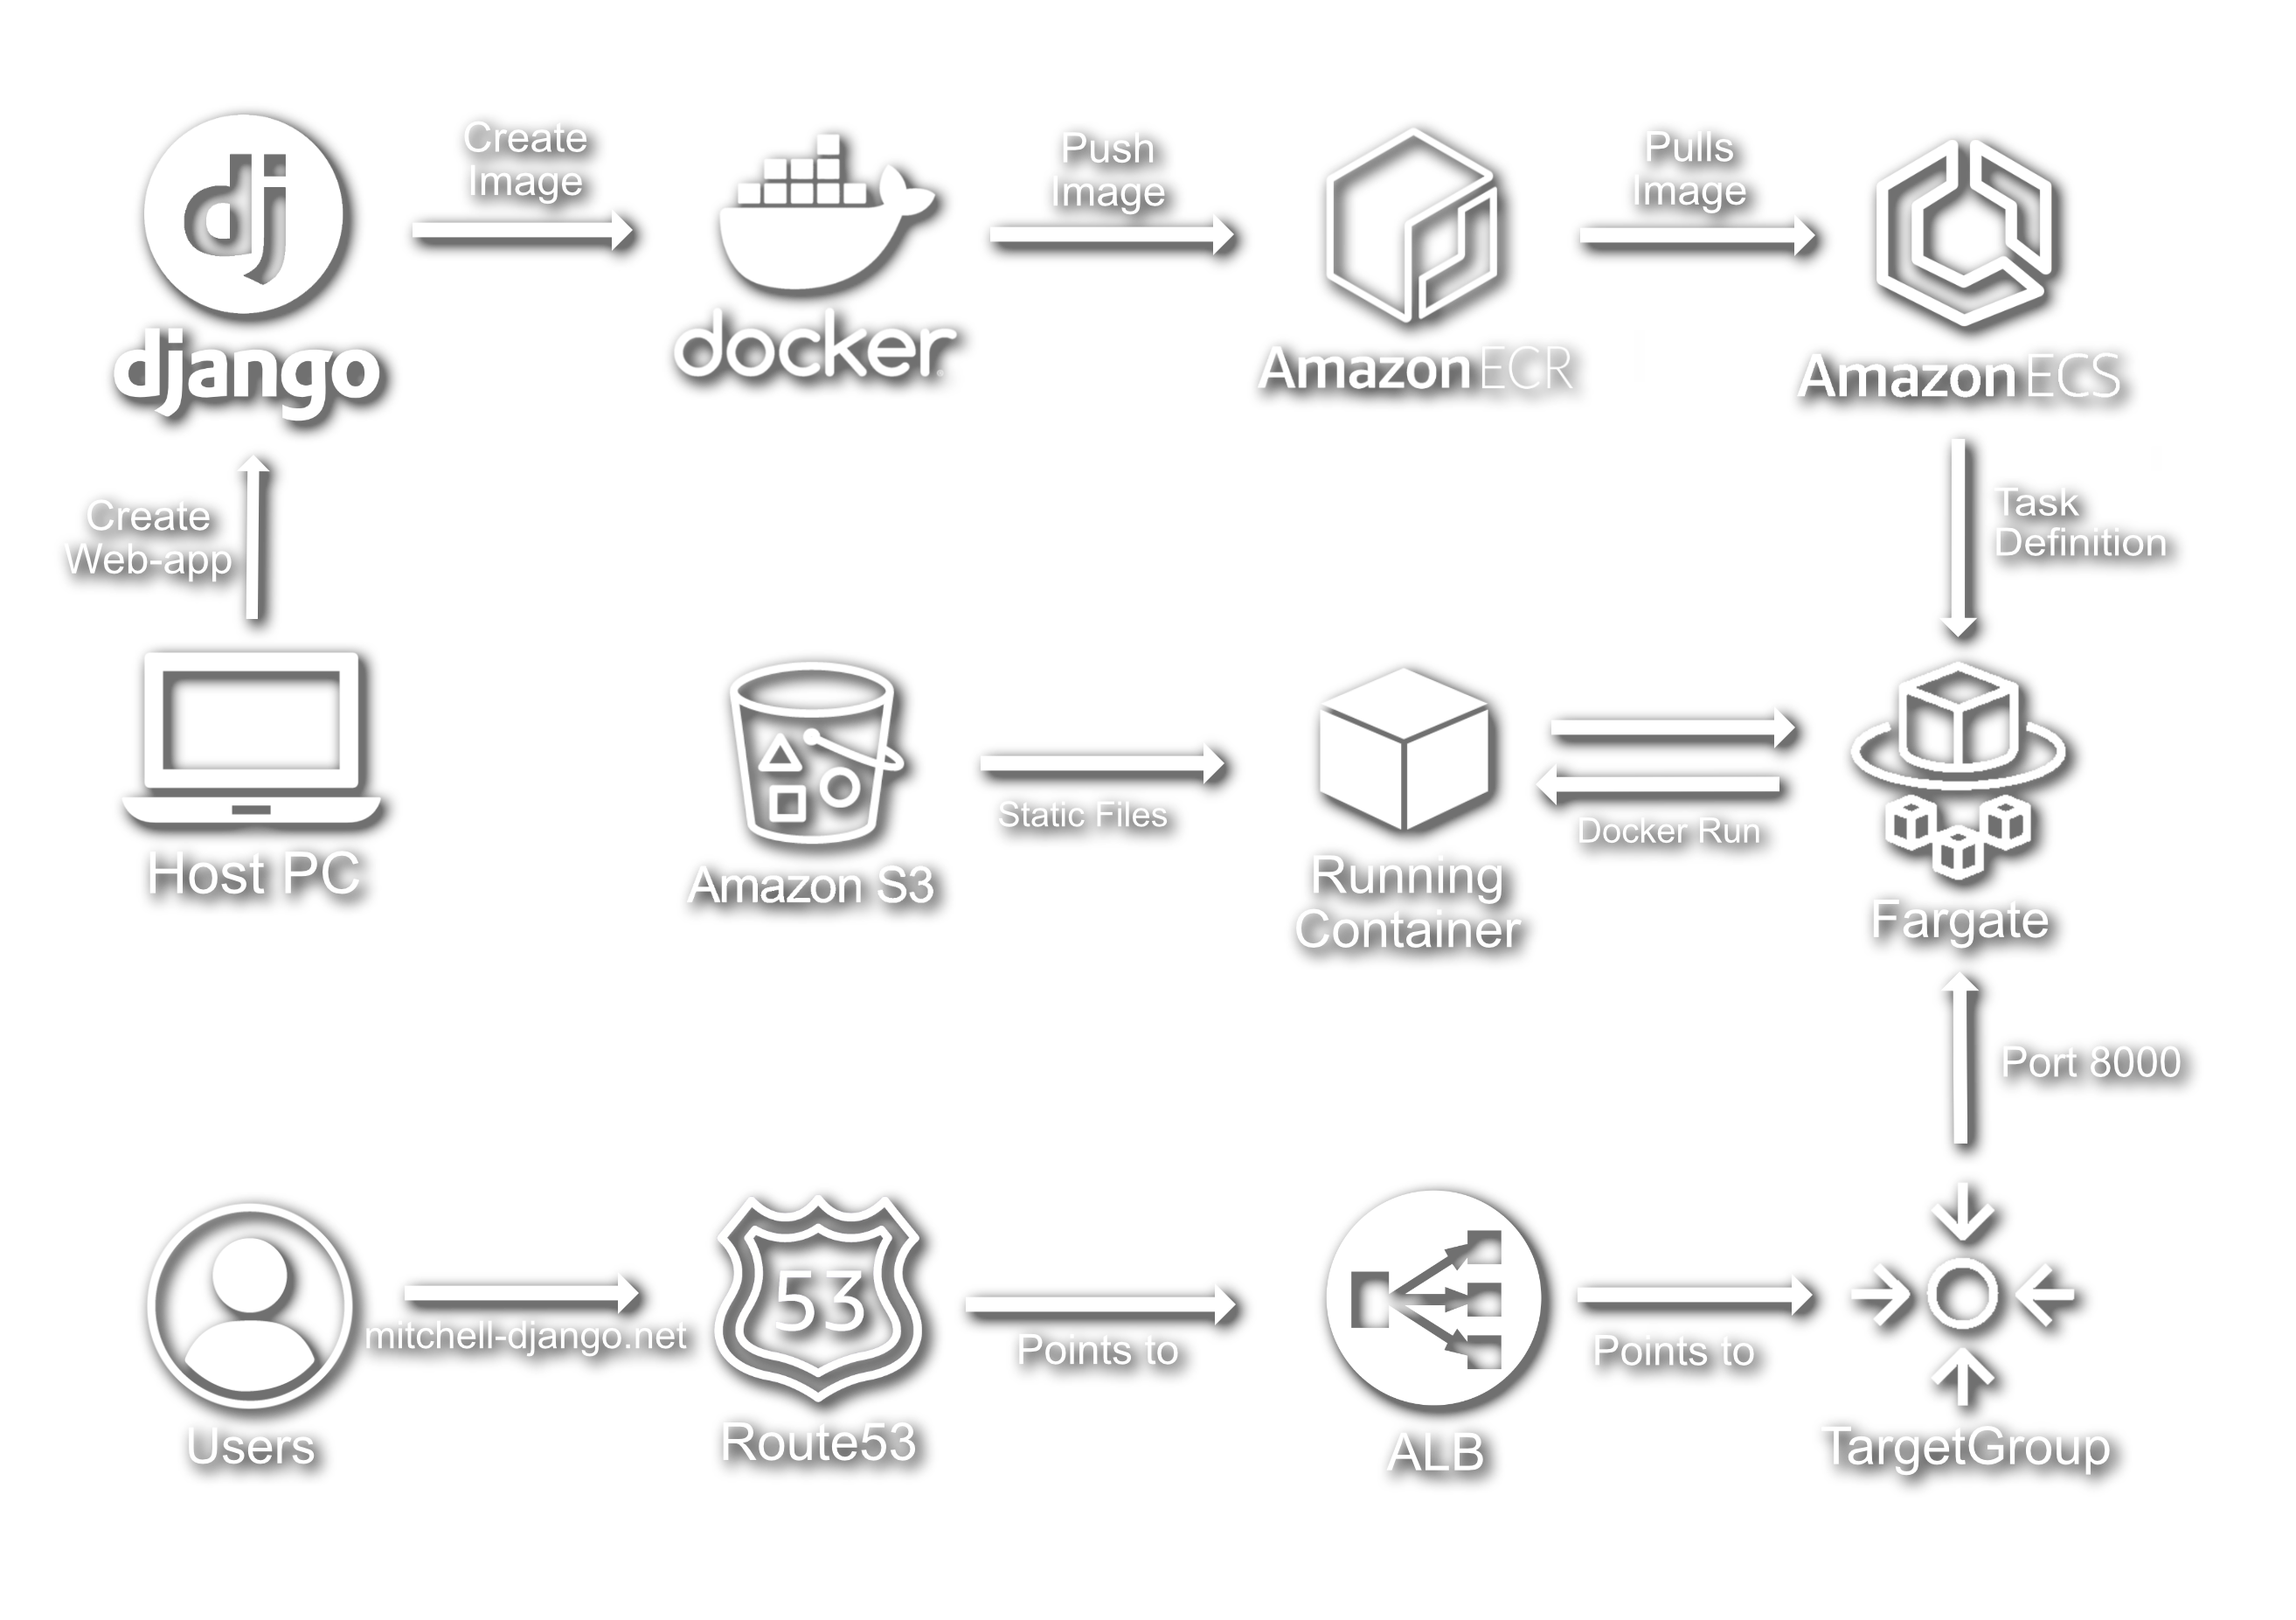 dj
django
Create
Image
docker
Push
Image
Amazon ECR
Pulls
Image
Amazon ECS
Create
Web-app
Task
Definition
Host PC
Amazon S3
Static Files
Running
Container
Docker Run
Fargate
Port 8000
Users
mitchell-django.net
53
Route53
Points to
ALB
Points to
TargetGroup